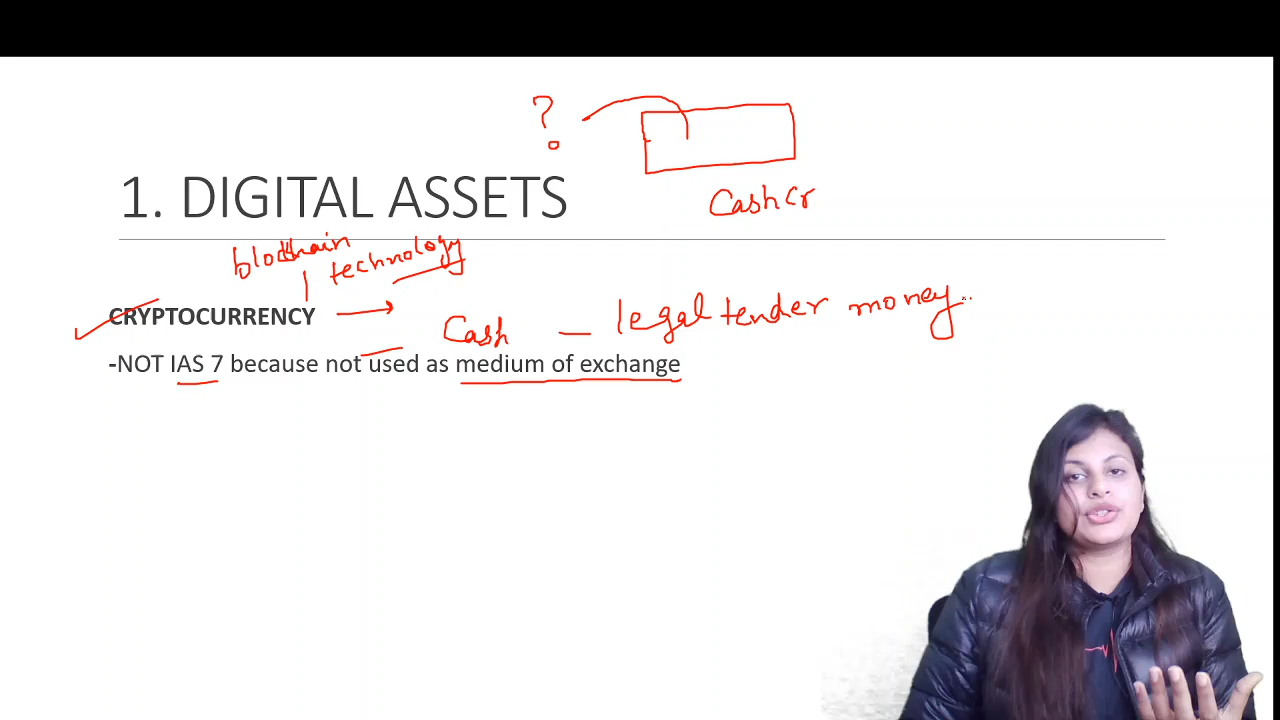 ?
Cash Cr
1. DIGITAL ASSETS
blockchain
technology
CRYPTOCURRENCY
Cash – legal tender money
-NOT IAS 7 because not used as medium of exchange